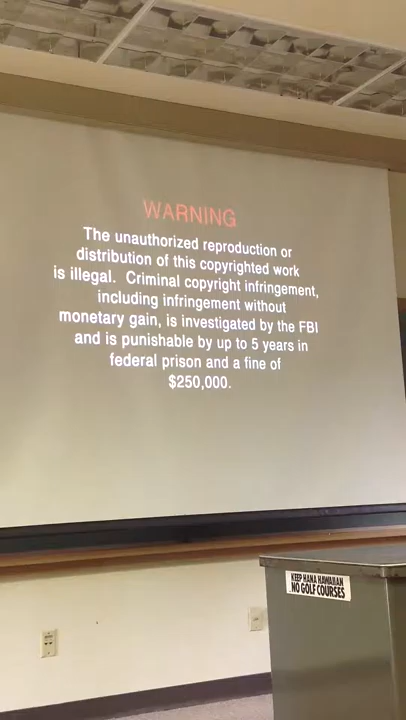 WARNING
The unauthorized reproduction or
distribution of this copyrighted work
is illegal. Criminal copyright infringement,
including infringement without
monetary gain, is investigated by the FBI
and is punishable by up to 5 years in
federal prison and a fine of
$250,000.
KEEP HANA HAWAIIAN
NO GOLF COURSES